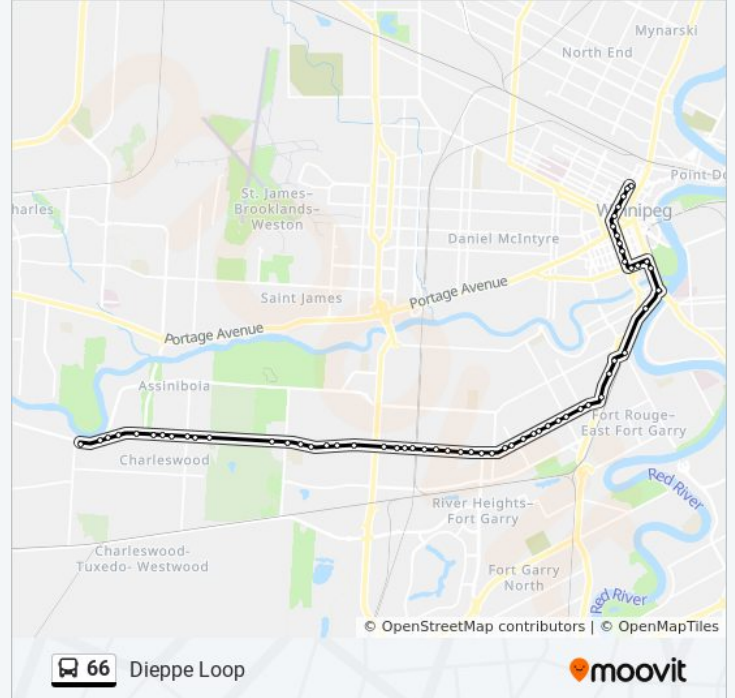 Mynarski
North End
Point Do
St. James–
Brooklands–
Weston
harles
Winnipeg
Daniel McIntyre
Saint James
Portage Avenue
Portage Avenue
Assiniboia
Fort Rouge–
East Fort Garry
Charleswood
Red River
River Heights–
Fort Garry
Charleswood-
Tuxedo- Westwood
Fort Garry
North
Red River
© OpenStreetMap contributors | © OpenMapTiles
66 Dieppe Loop
moovit